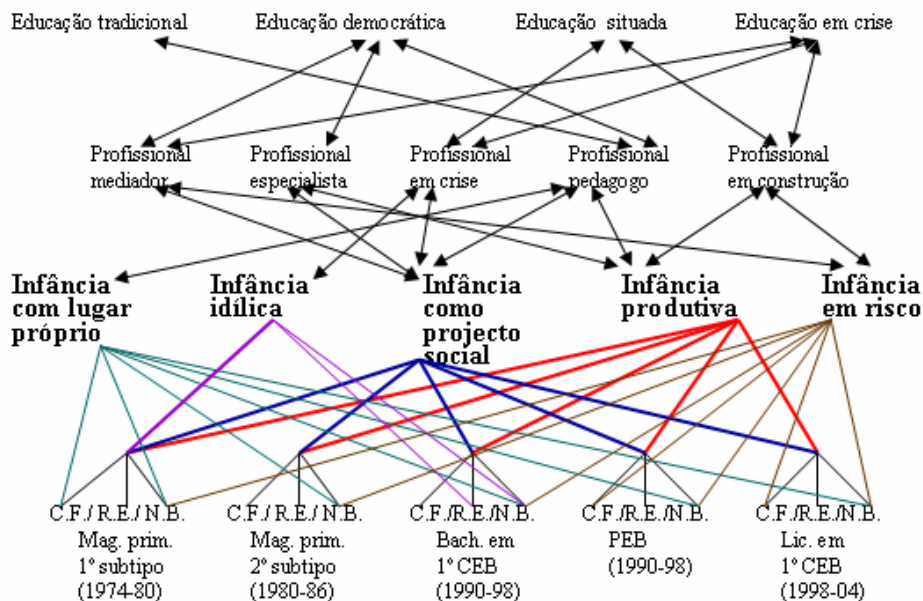 Educação tradicional
Educação democrática
Educação situada
Educação em crise
Profissional
mediador
Profissional
especialista
Profissional
em crise
Profissional
pedagogo
Profissional
em construção
Infância
com lugar
próprio
Infância
idílica
Infância
como
projecto
social
Infância
produtiva
Infância
em risco
C.F./ R.E./ N.B.
Mag. prim.
1º subtipo
(1974-80)
C.F./ R.E./ N.B.
Mag. prim.
2º subtipo
(1980-86)
C.F./R.E./N.B.
Bach. em
1º CEB
(1990-98)
C.F./R.E./N.B.
PEB
(1990-98)
C.F./R.E./N.B.
Lic. em
1º CEB
(1998-04)